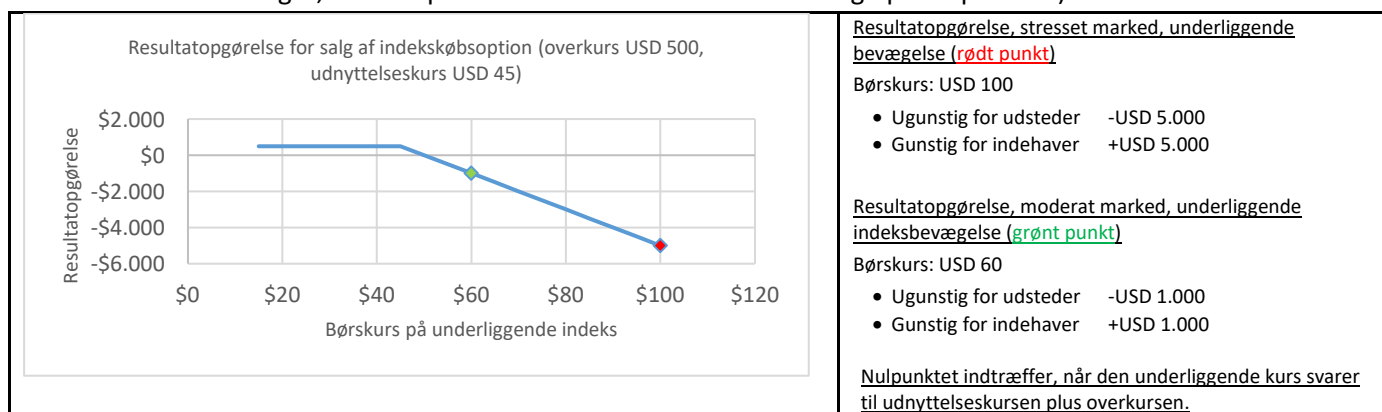 Resultatopgørelse for salg af indekskøbsoption (overkurs USD 500,
udnyttelseskurs USD 45)
Resultatopgørelse
$2.000
$0
-$2.000
-$4.000
-$6.000
$0 $20 $40 $60 $80 $100 $120
Børskurs på underliggende indeks
Resultatopgørelse, stresset marked, underliggende
bevægelse (rødt punkt)
Børskurs: USD 100
• Ugunstig for udsteder -USD 5.000
• Gunstig for indehaver +USD 5.000
Resultatopgørelse, moderat marked, underliggende
indeksbevægelse (grønt punkt)
Børskurs: USD 60
• Ugunstig for udsteder -USD 1.000
• Gunstig for indehaver +USD 1.000
Nulpunktet indtræffer, når den underliggende kurs svarer
til udnyttelseskursen plus overkursen.